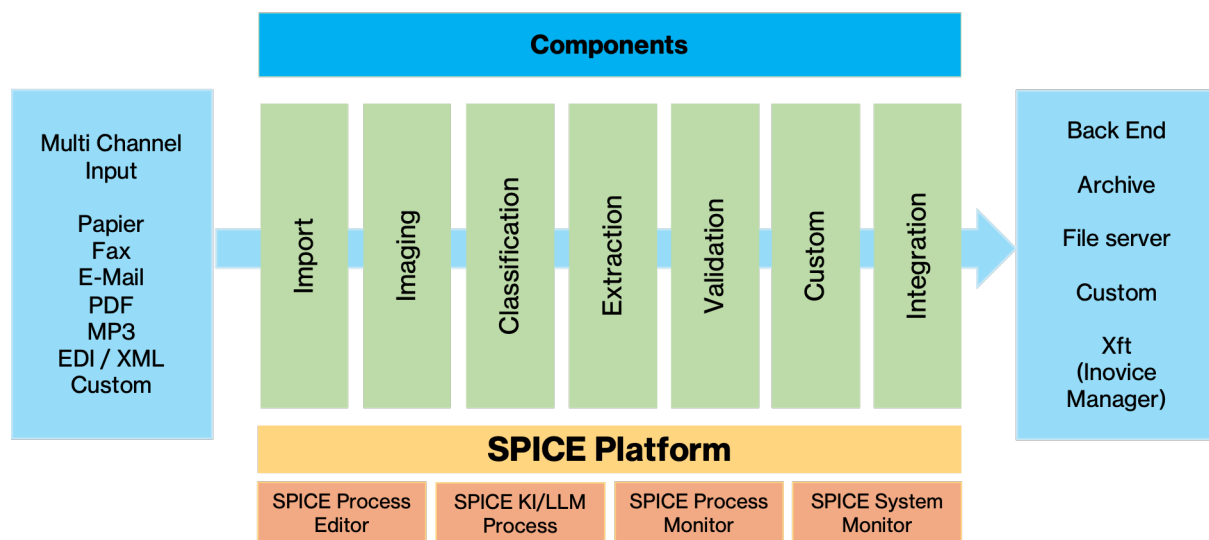 Components
Multi Channel
Input
Papier
Fax
E-Mail
PDF
MP3
EDI / XML
Custom
Import
Imaging
Classification
Extraction
Validation
Custom
Integration
Back End
Archive
File server
Custom
Xft
(Inovice
Manager)
SPICE Platform
SPICE Process
Editor
SPICE KI/LLM
Process
SPICE Process
Monitor
SPICE System
Monitor